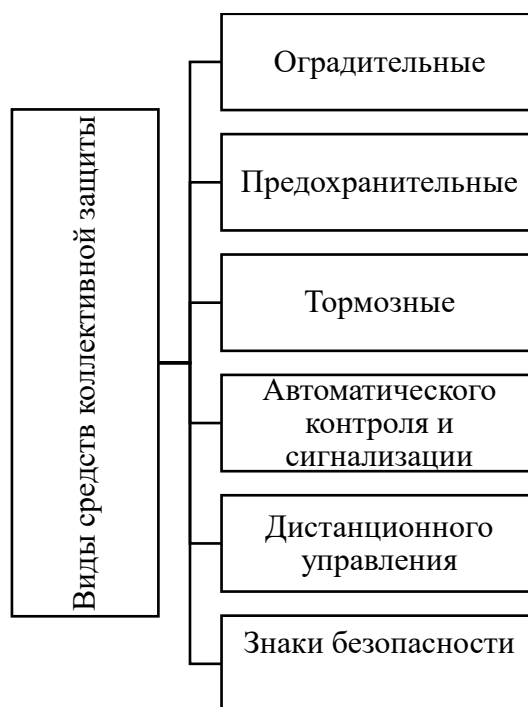 Виды средств коллективной защиты
Оградительные
Предохранительные
Тормозные
Автоматического
контроля и
сигнализации
Дистанционного
управления
Знаки безопасности